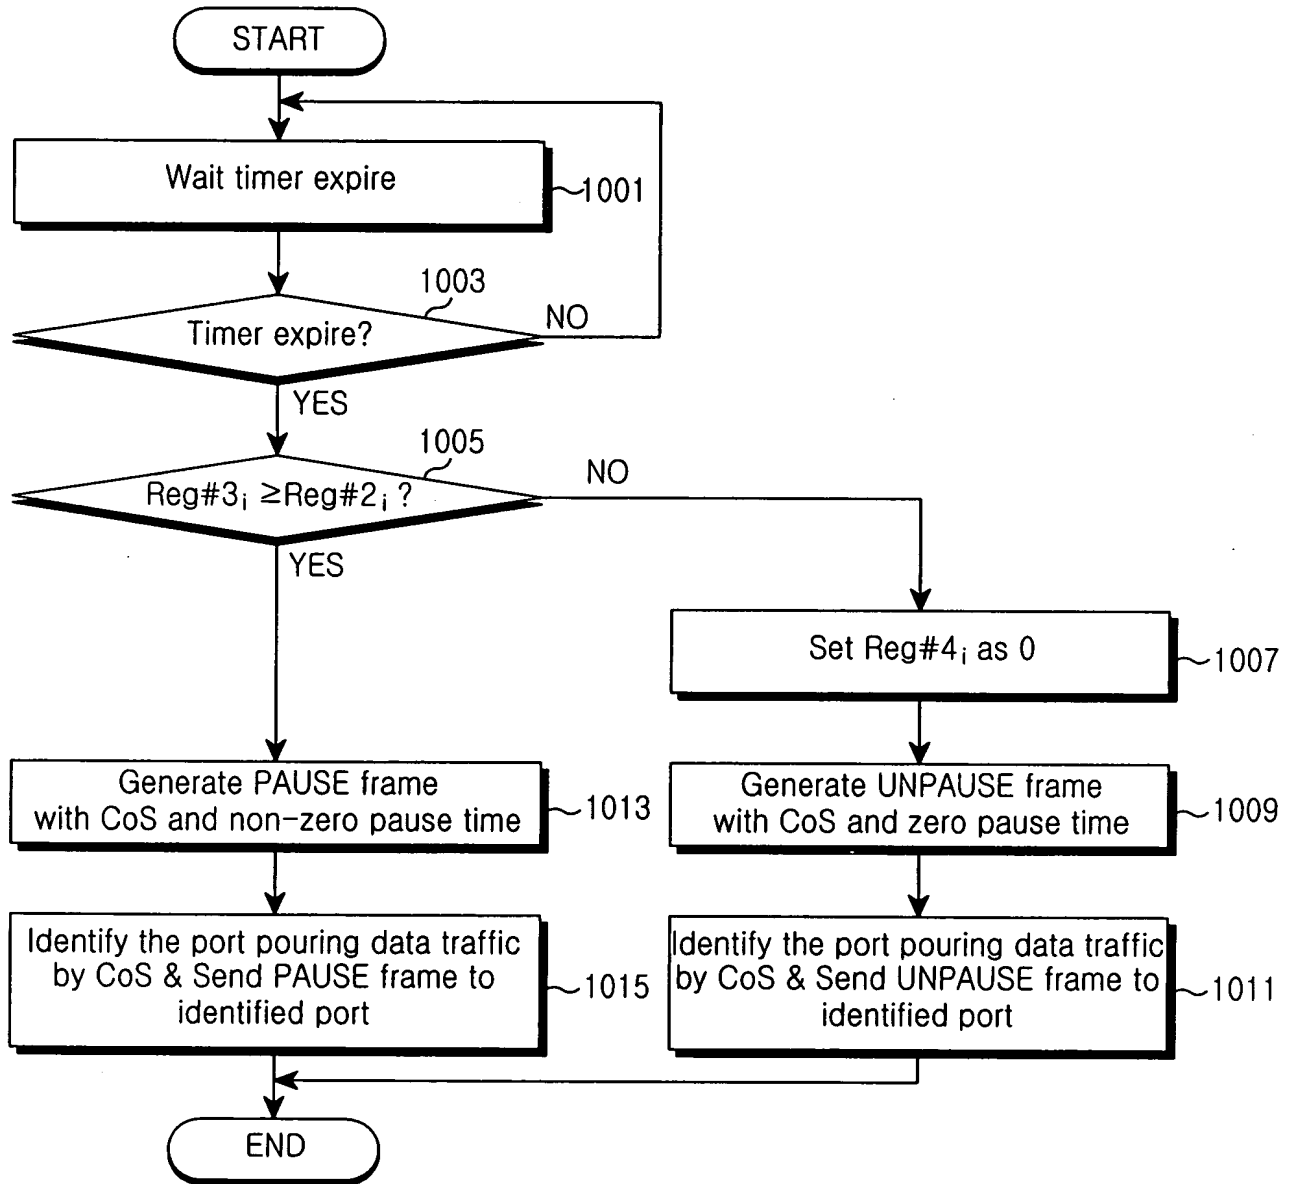 START
Wait timer expire
1001
1003
Timer expire?
NO
YES
1005
Reg#3i ≥Reg#2i ?
NO
YES
Set Reg#4i as 0
1007
Generate PAUSE frame
with CoS and non-zero pause time
1013
Generate UNPAUSE frame
with CoS and zero pause time
1009
Identify the port pouring data traffic
by CoS & Send PAUSE frame to
identified port
1015
Identify the port pouring data traffic
by CoS & Send UNPAUSE frame to
identified port
1011
END